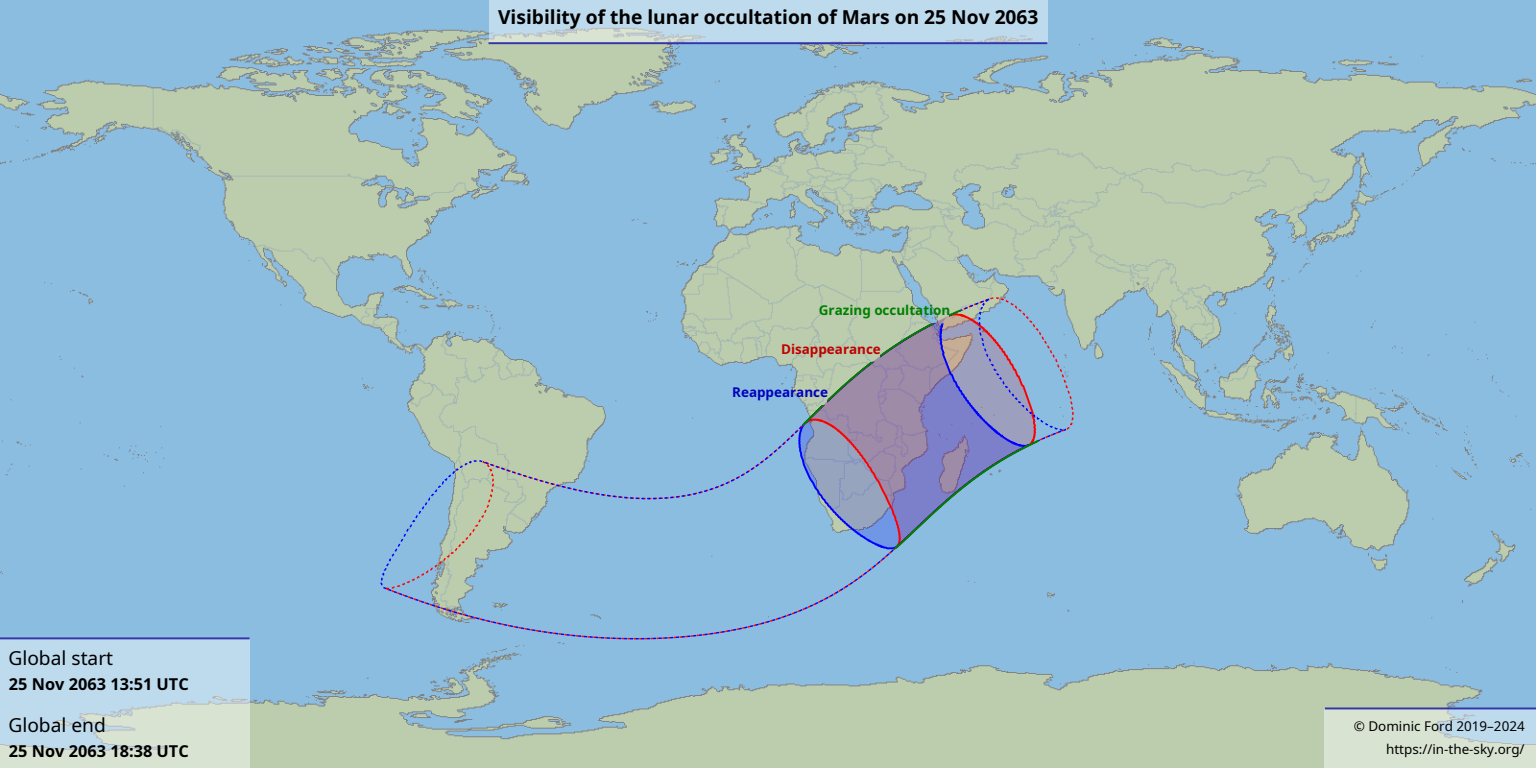 Visibility of the lunar occultation of Mars on 25 Nov 2063
Grazing occultation
Disappearance
Reappearance
Global start
25 Nov 2063 13:51 UTC
Global end
25 Nov 2063 18:38 UTC
© Dominic Ford 2019–2024
https://in-the-sky.org/